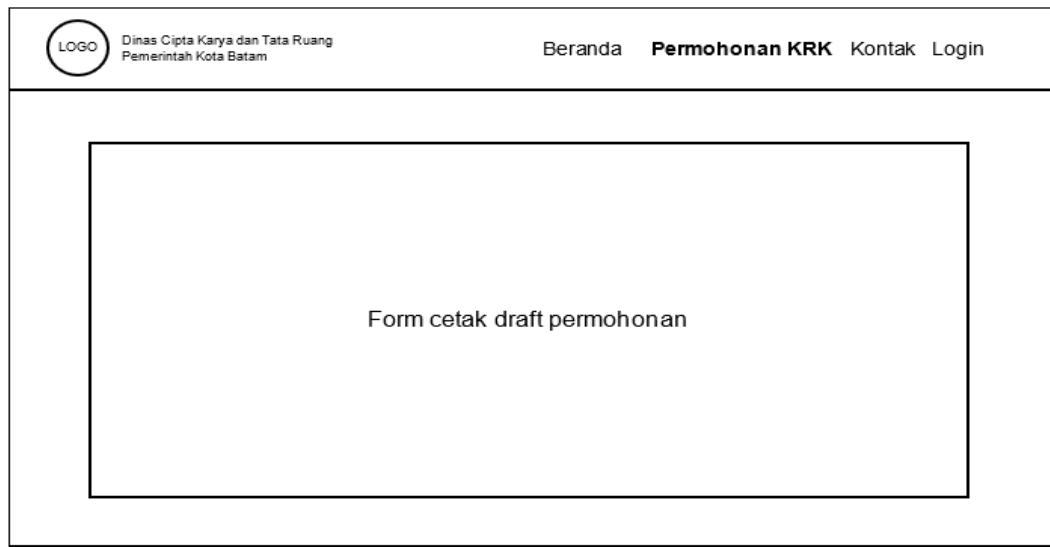 LOGO
Dinas Cipta Karya dan Tata Ruang
Pemerintah Kota Batam
Beranda Permohonan KRK Kontak Login
Form cetak draft permohonan